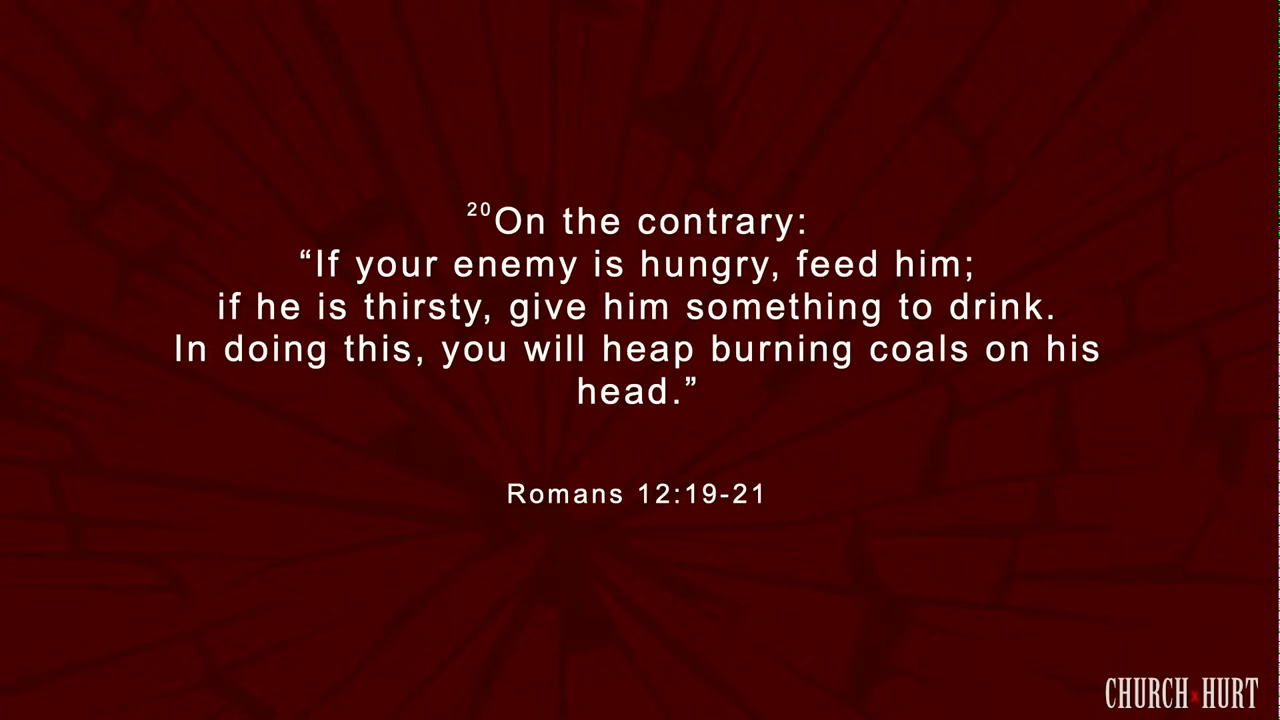 20On the contrary:
“If your enemy is hungry, feed him;
if he is thirsty, give him something to drink.
In doing this, you will heap burning coals on his
head.”
Romans 12:19-21
CHURCH HURT